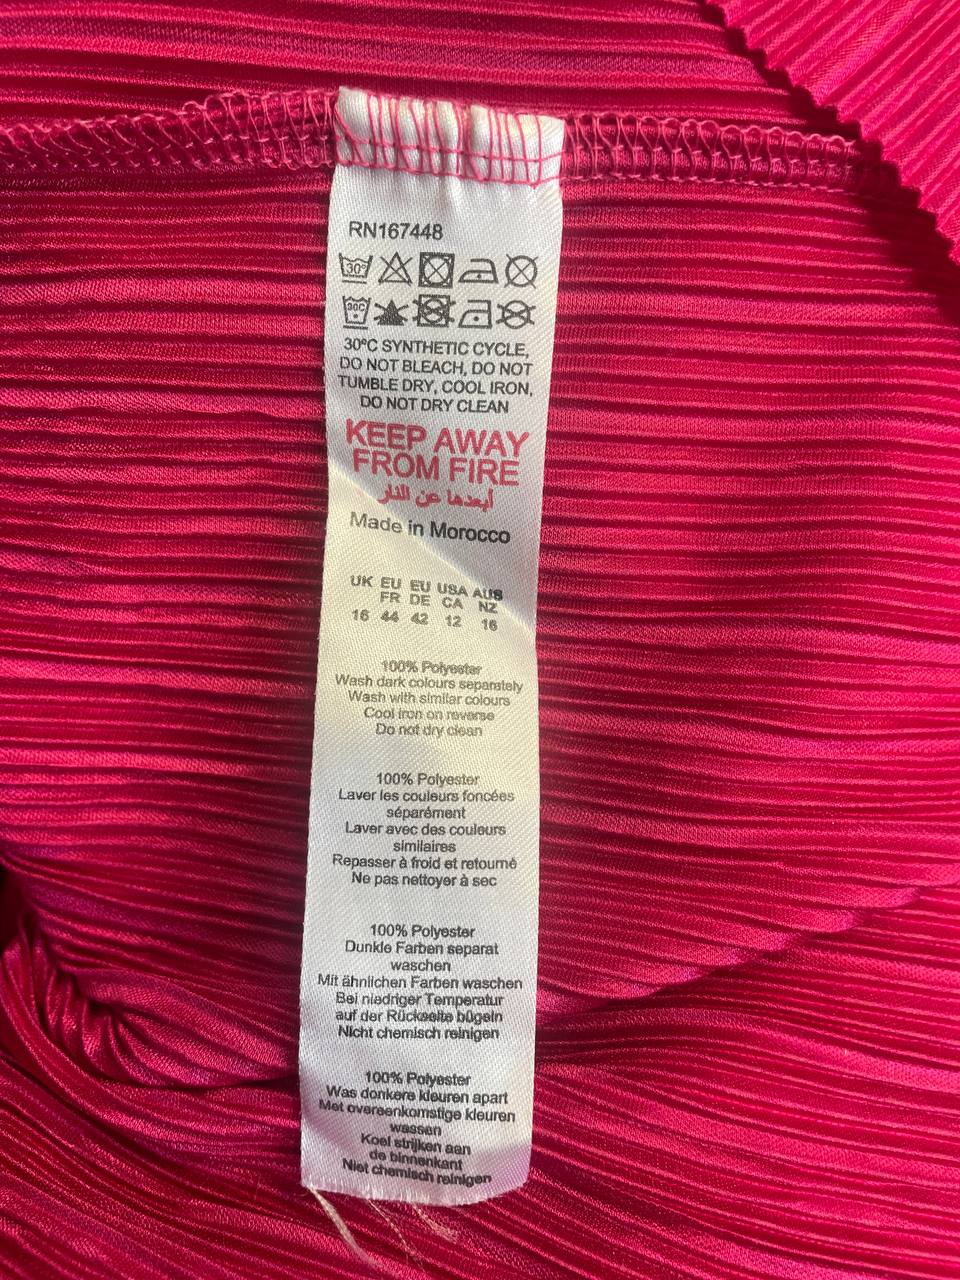 RN167448
30°
30C
30°C SYNTHETIC CYCLE,
DO NOT BLEACH, DO NOT
TUMBLE DRY, COOL IRON,
DO NOT DRY CLEAN
KEEP AWAY
FROM FIRE
أبعدها عن النار
Made in Morocco
UK EU EU USA AUS
FR DE CA NZ
16 44 42 12 16
100% Polyester
Wash dark colours separately
Wash with similar colours
Cool iron on reverse
Do not dry clean
100% Polyester
Laver les couleurs foncées
séparément
Laver avec des couleurs
similaires
Repasser à froid et retourné
Ne pas nettoyer à sec
100% Polyester
Dunkle Farben separat
waschen
Mit ähnlichen Farben waschen
Bei niedriger Temperatur
auf der Rückseite bügeln
Nicht chemisch reinigen
100% Polyester
Was donkere kleuren apart
Met overeenkomstige kleuren
wassen
Koel strijken aan
de binnenkant
Niet chemisch reinigen